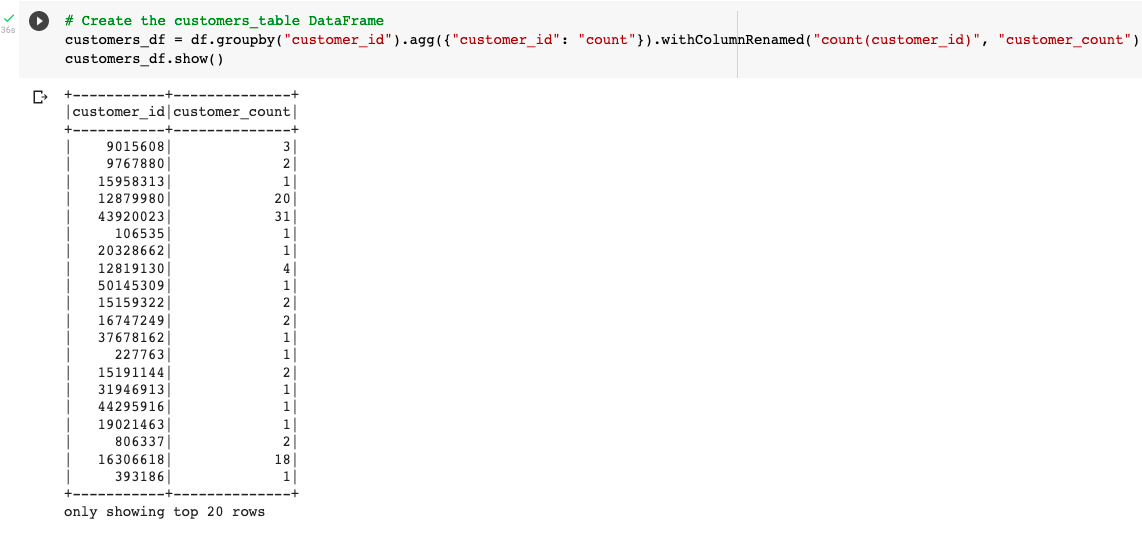 # Create the customers_table DataFrame
36s
customers_df = df.groupby("customer_id").agg({"customer_id": "count"}).withColumnRenamed("count(customer_id)", "customer_count")
customers_df.show()
+-----------+--------------+
|customer_id|customer_count|
+-----------+--------------+
|    9015608|             3|
|    9767880|             2|
|   15958313|             1|
|   12879980|            20|
|   43920023|            31|
|     106535|             1|
|   20328662|             1|
|   12819130|             4|
|   50145309|             1|
|   15159322|             2|
|   16747249|             2|
|   37678162|             1|
|     227763|             1|
|   15191144|             2|
|   31946913|             1|
|   44295916|             1|
|   19021463|             1|
|     806337|             2|
|   16306618|            18|
|     393186|             1|
+-----------+--------------+
only showing top 20 rows